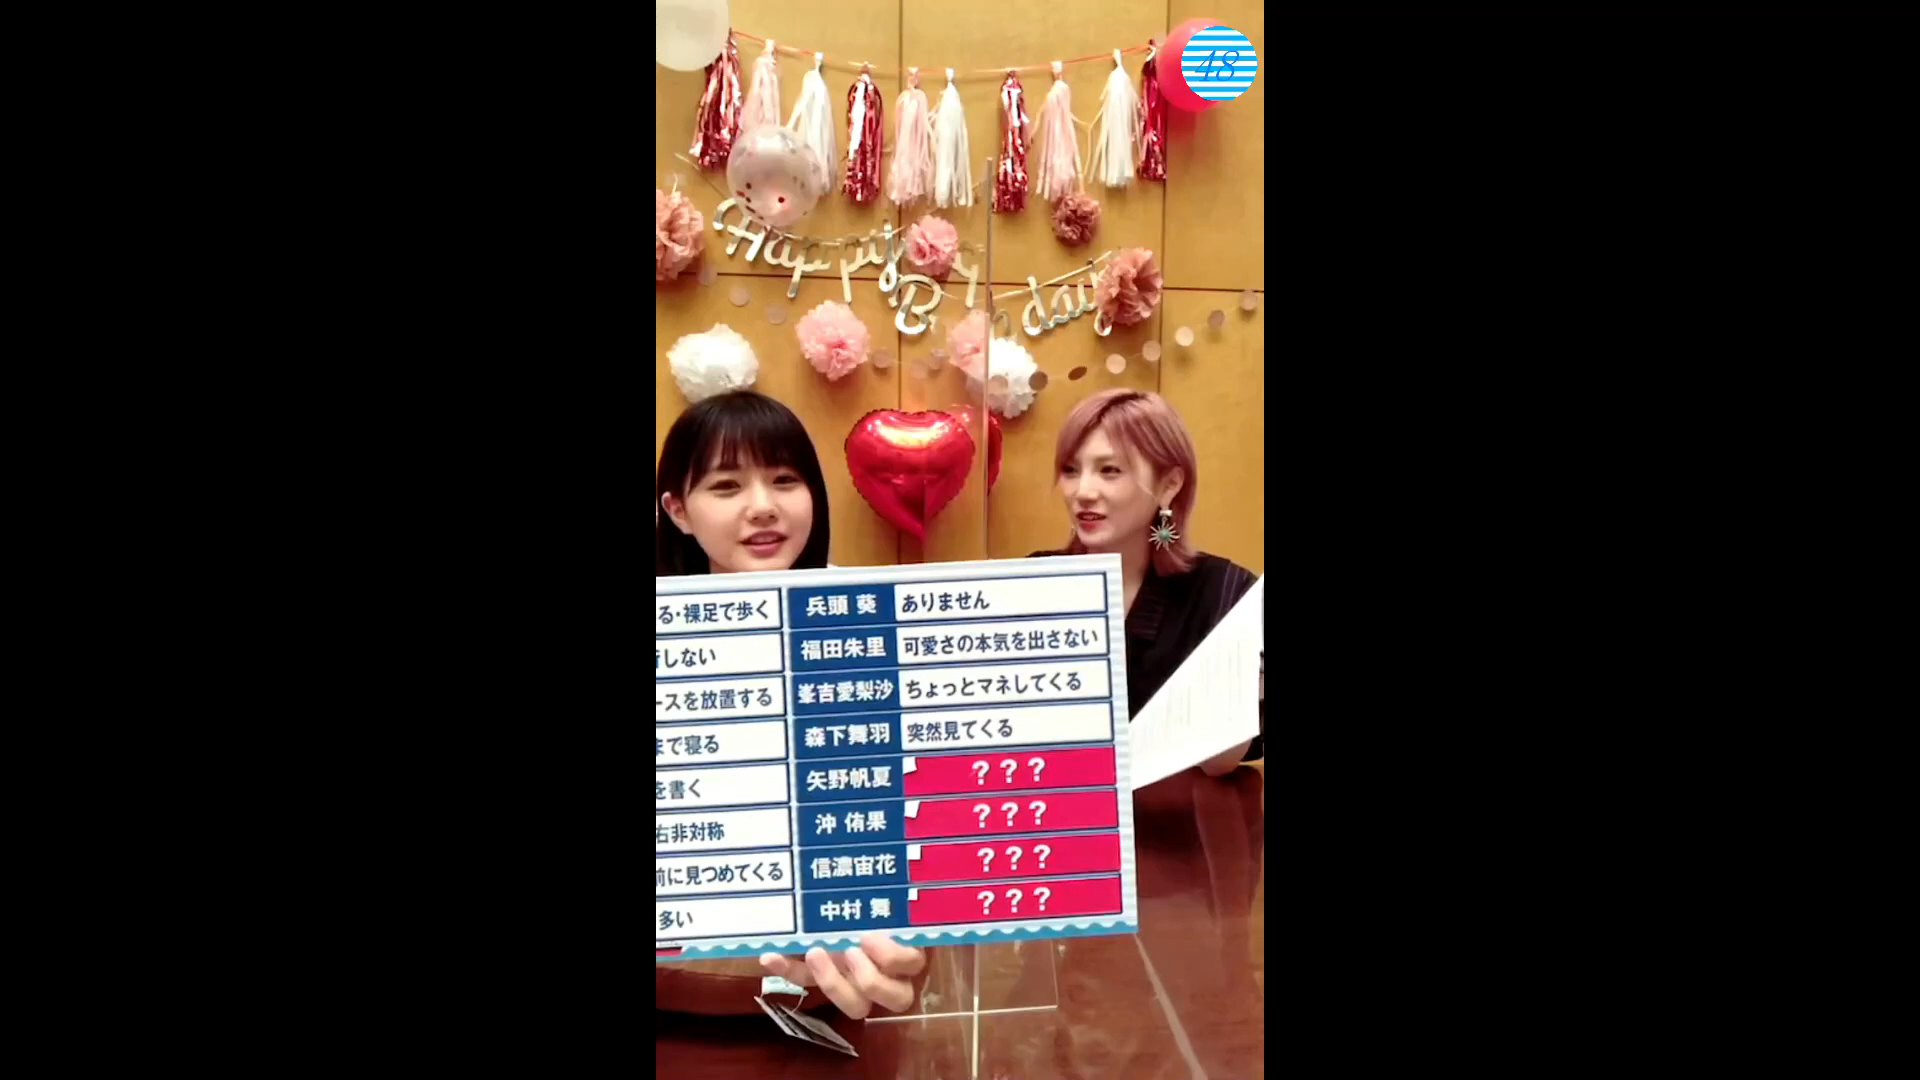 48
Happy
B day
る・裸足で歩く
しない
ースを放置する
まで寝る
を書く
右非対称
前に見つめてくる
多い
兵頭 葵 ありません
福田朱里 可愛さの本気を出さない
峯吉愛梨沙 ちょっとマネしてくる
森下舞羽 突然見てくる
矢野帆夏 ???
沖 侑果 ???
信濃宙花 ???
中村 舞 ???